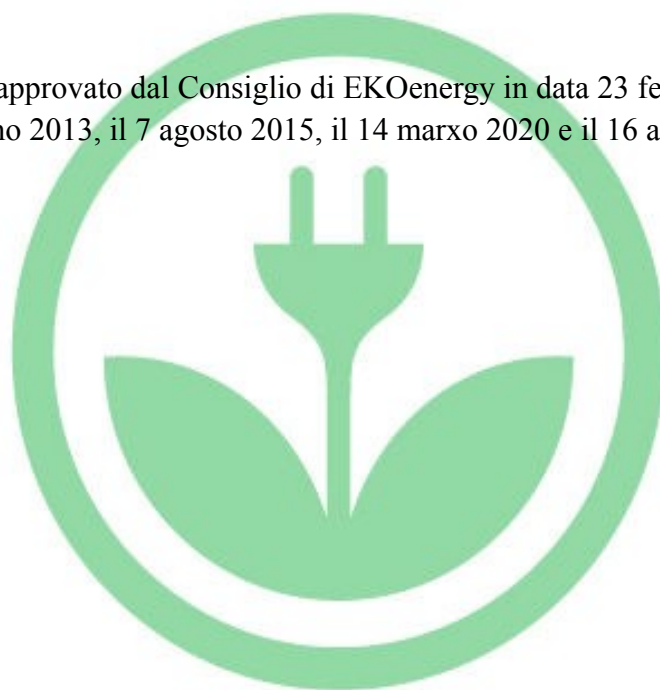 approvato dal Consiglio di EKOenergy in data 23 fe
no 2013, il 7 agosto 2015, il 14 marxo 2020 e il 16 a